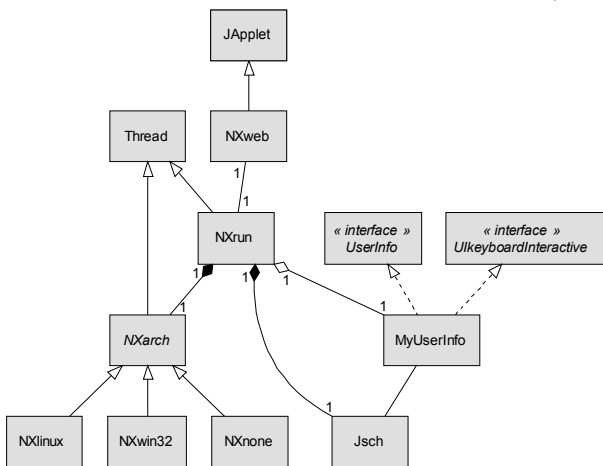 JApplet
Thread
NXweb
1
1
NXrun
« interface »
UserInfo
« interface »
UIkeyboardInteractive
1
1
1
1
1
NXarch
MyUserInfo
1
NXlinux
NXwin32
NXnone
Jsch